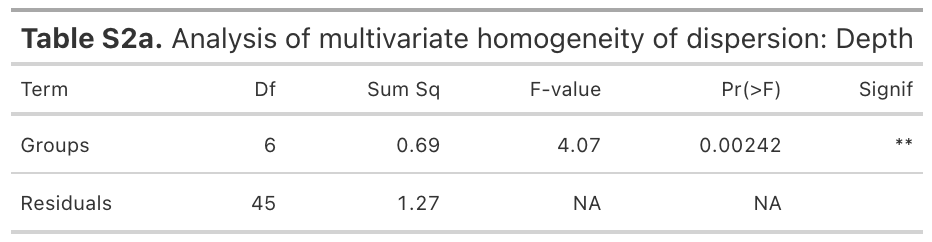 Table S2a. Analysis of multivariate homogeneity of dispersion: Depth
Term Df Sum Sq F-value Pr(>F) Signif
Groups 6 0.69 4.07 0.00242 **
Residuals 45 1.27 NA NA